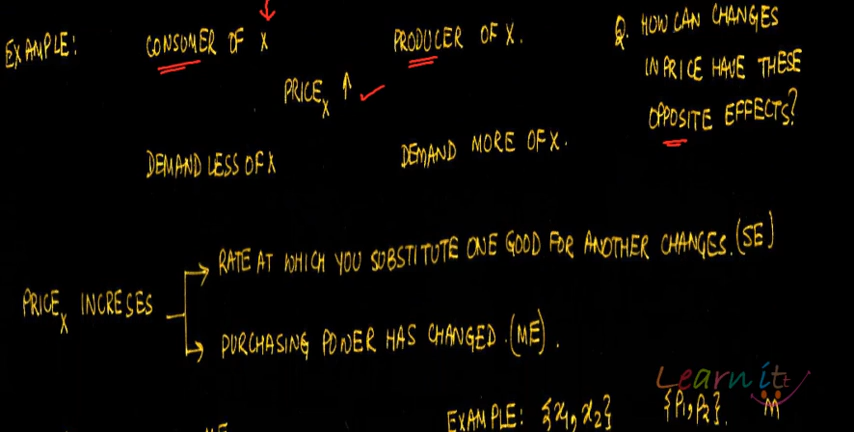 EXAMPLE: CONSUMER OF X PRODUCER OF X. Q. HOW CAN CHANGES
IN PRICE HAVE THESE
OPPOSITE EFFECTS?
PRICEₓ ↑ ✓
DEMAND LESS OF X DEMAND MORE OF X.
RATE AT WHICH YOU SUBSTITUTE ONE GOOD FOR ANOTHER CHANGES. (SE)
PRICEₓ INCRESES
PURCHASING POWER HAS CHANGED. (ME).
Learn itt
EXAMPLE: {x₁, x₂} {P₁, P₂}. M